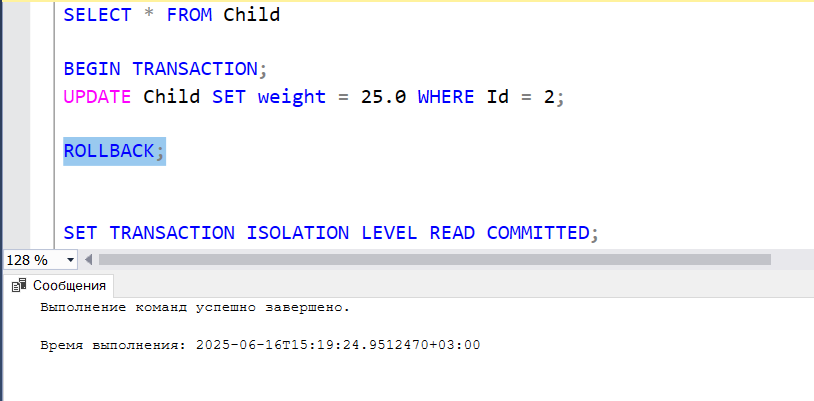 SELECT * FROM Child
BEGIN TRANSACTION;
UPDATE Child SET weight = 25.0 WHERE Id = 2;
ROLLBACK;
SET TRANSACTION ISOLATION LEVEL READ COMMITTED;
128 %
Сообщения
Выполнение команд успешно завершено.
Время выполнения: 2025-06-16T15:19:24.9512470+03:00